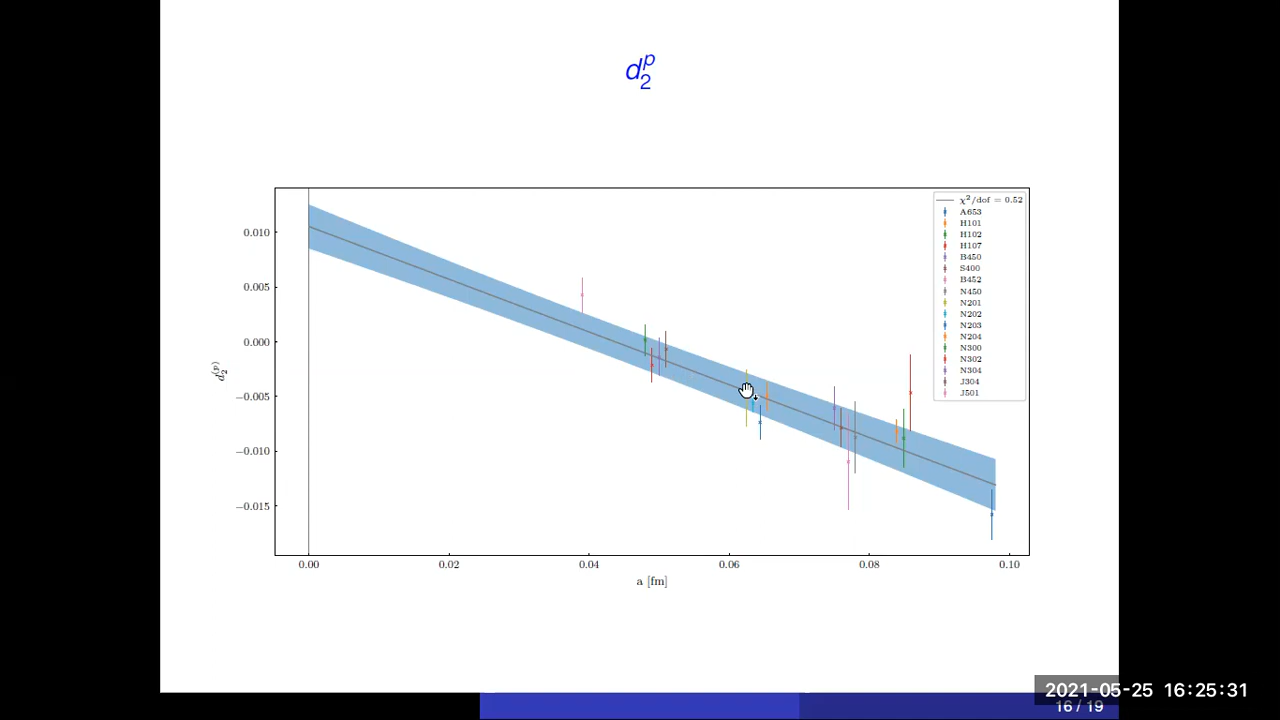 d₂ᵖ
χ²/dof = 0.52
A653
H101
H102
H107
B450
S400
B452
N450
N201
N202
N203
N204
N300
N302
N304
J304
J501
0.010
0.005
0.000
−0.005
−0.010
−0.015
d₂⁽ᵖ⁾
0.00 0.02 0.04 0.06 0.08 0.10
a [fm]
2021-05-25 16:25:31
16 / 19